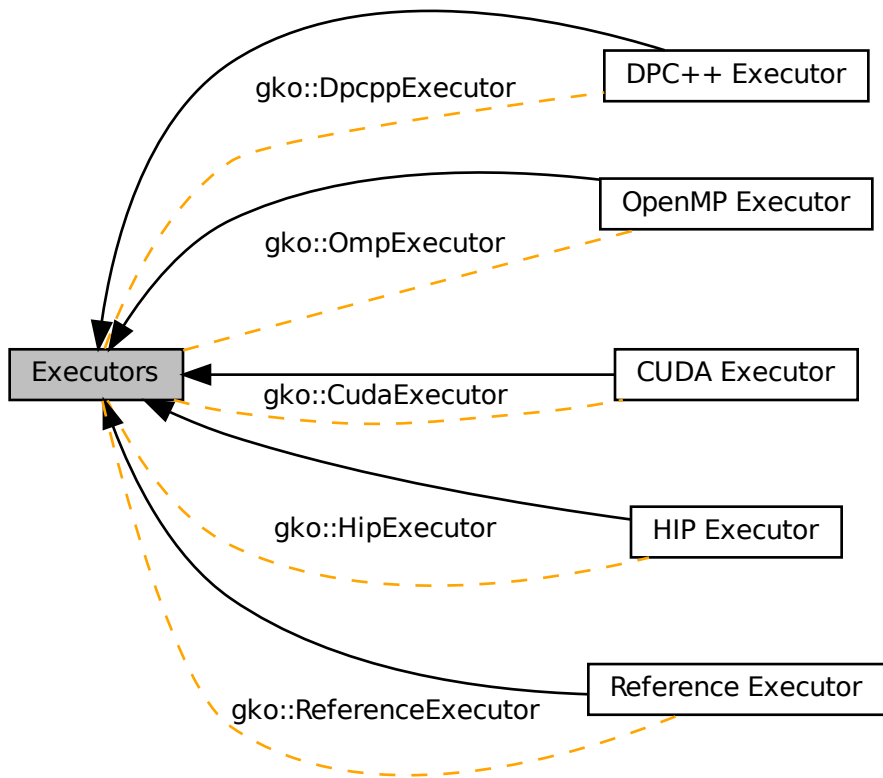 DPC++ Executor
gko::DpcppExecutor
OpenMP Executor
gko::OmpExecutor
Executors
CUDA Executor
gko::CudaExecutor
HIP Executor
gko::HipExecutor
Reference Executor
gko::ReferenceExecutor